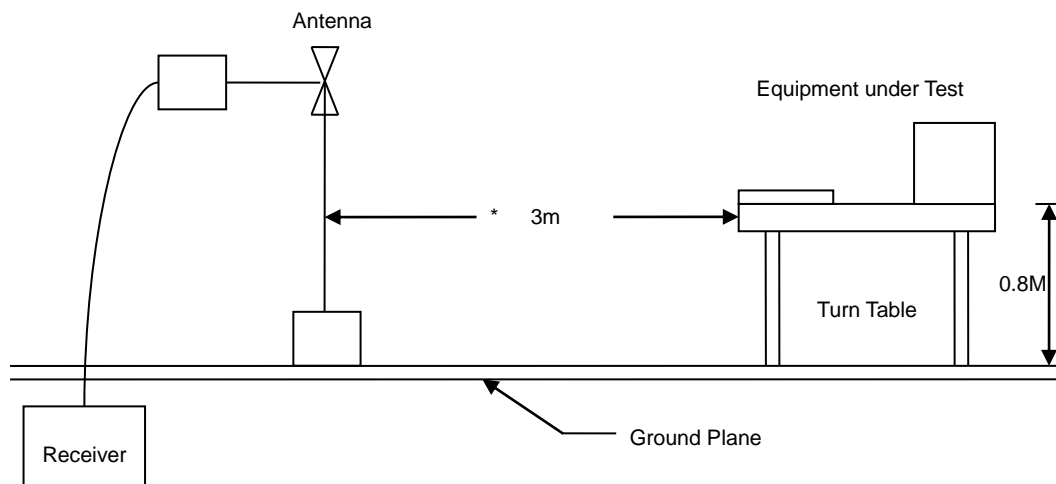 Antenna
Equipment under Test
* 3m
0.8M
Turn Table
Ground Plane
Receiver